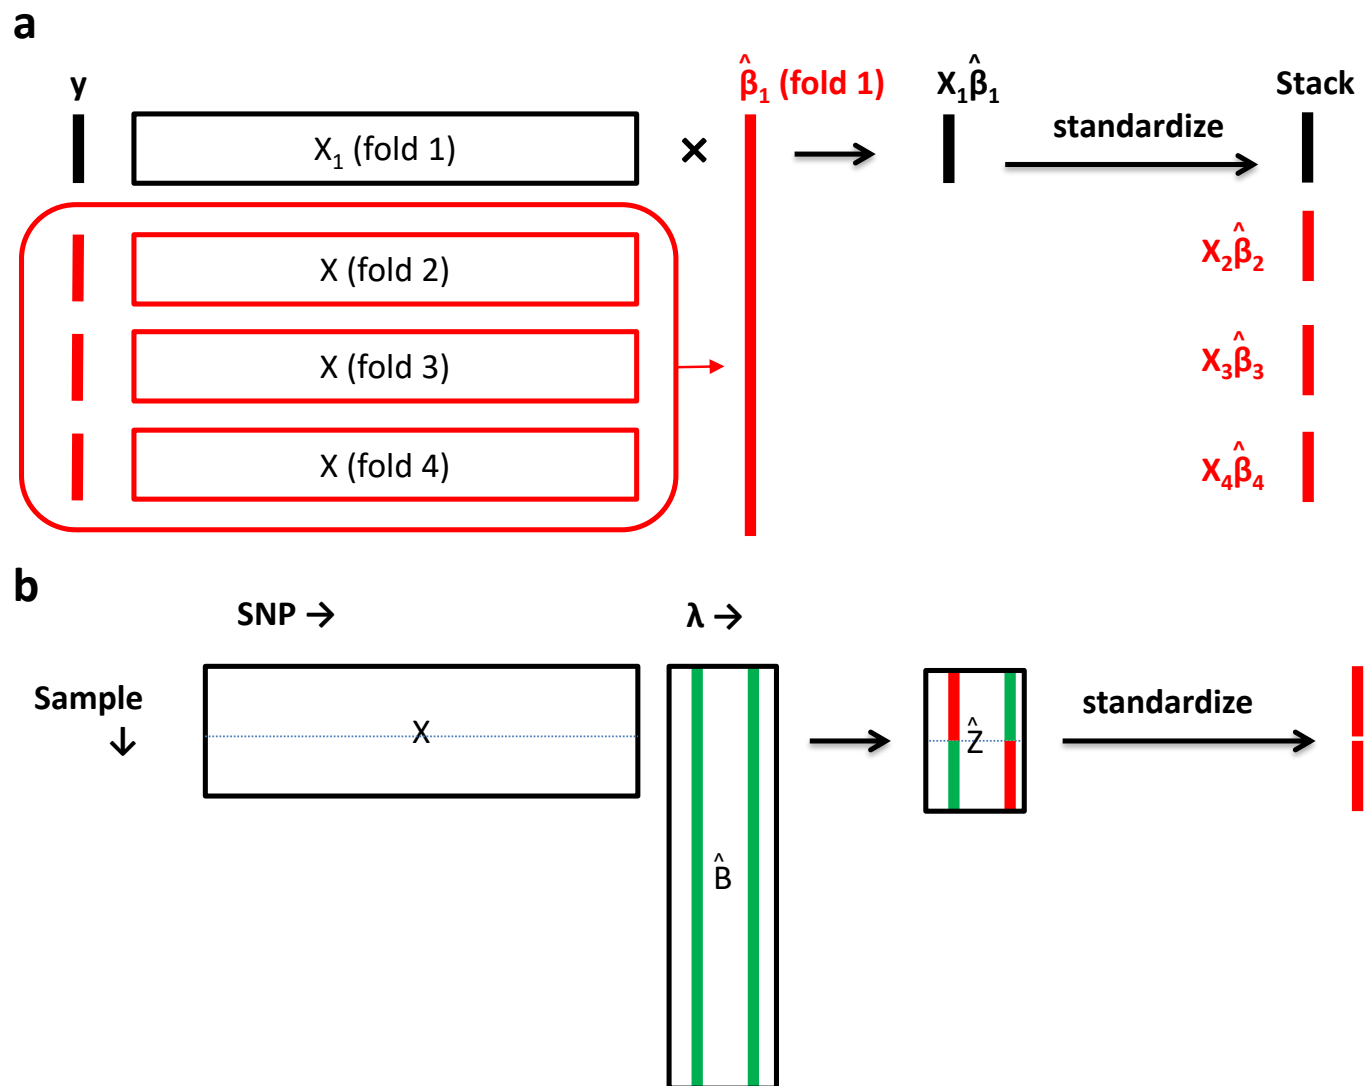 a
y
β̂₁ (fold 1)
X₁β̂₁
Stack
X₁ (fold 1)
×
standardize
X (fold 2)
X₂β̂₂
X (fold 3)
X₃β̂₃
X (fold 4)
X₄β̂₄
b
SNP →
λ →
Sample
↓
X
Ẑ
standardize
B̂